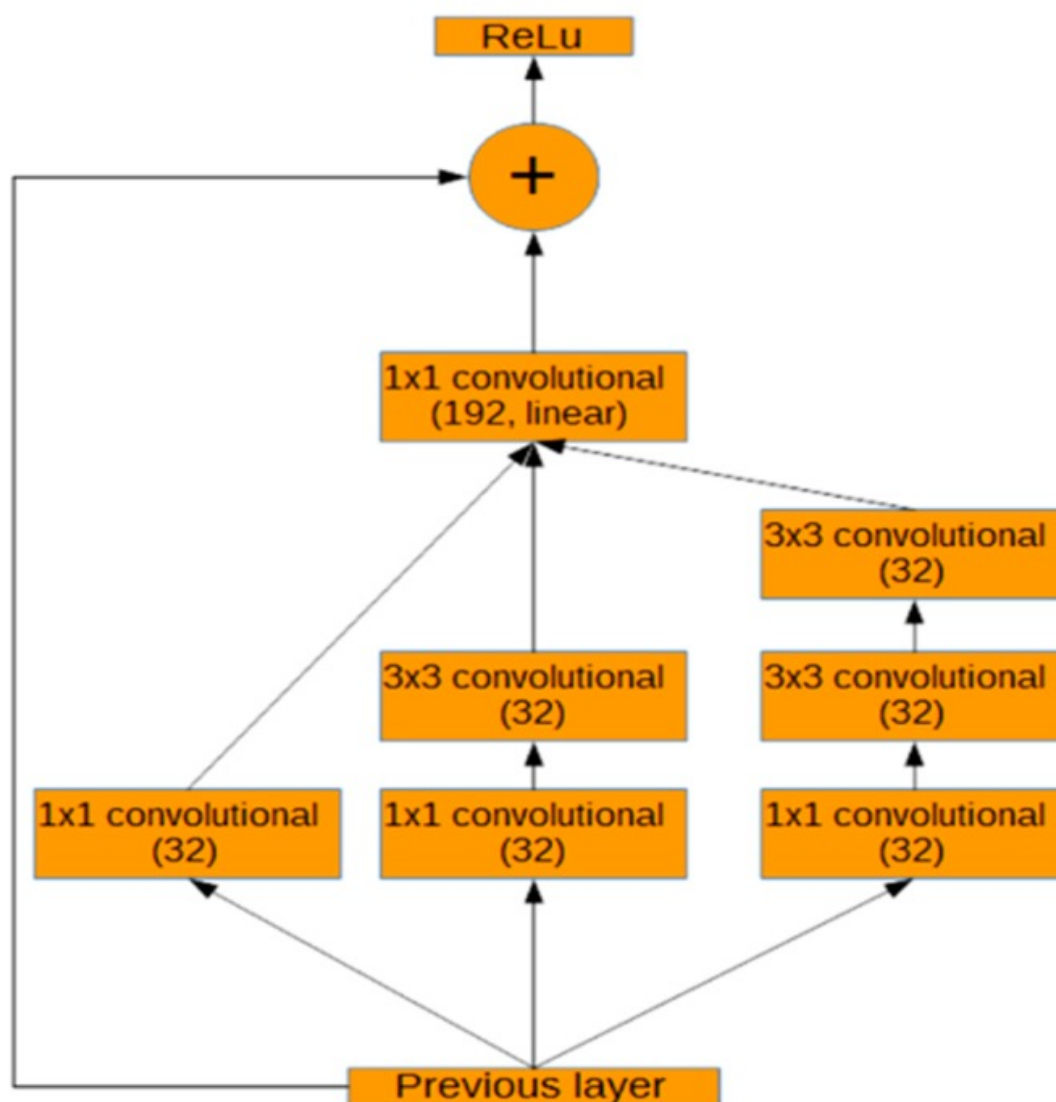 ReLu
+
1x1 convolutional
(192, linear)
3x3 convolutional
(32)
3x3 convolutional
(32)
3x3 convolutional
(32)
1x1 convolutional
(32)
1x1 convolutional
(32)
1x1 convolutional
(32)
Previous layer